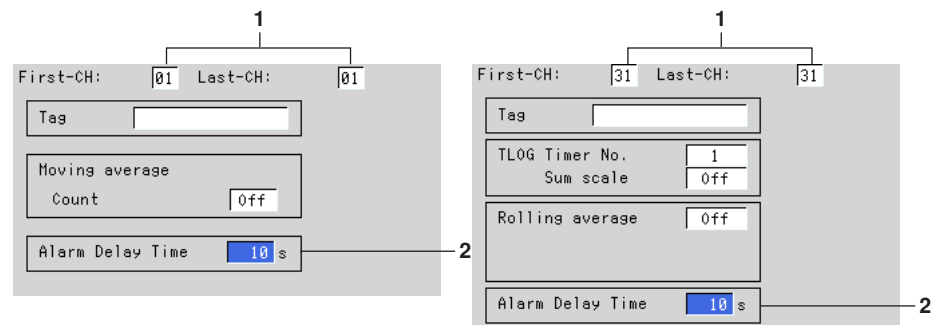 1
First-CH: 01 Last-CH: 01
Tag
Moving average
Count Off
Alarm Delay Time 10 s
2
1
First-CH: 31 Last-CH: 31
Tag
TLOG Timer No. 1
Sum scale Off
Rolling average Off
Alarm Delay Time 10 s
2